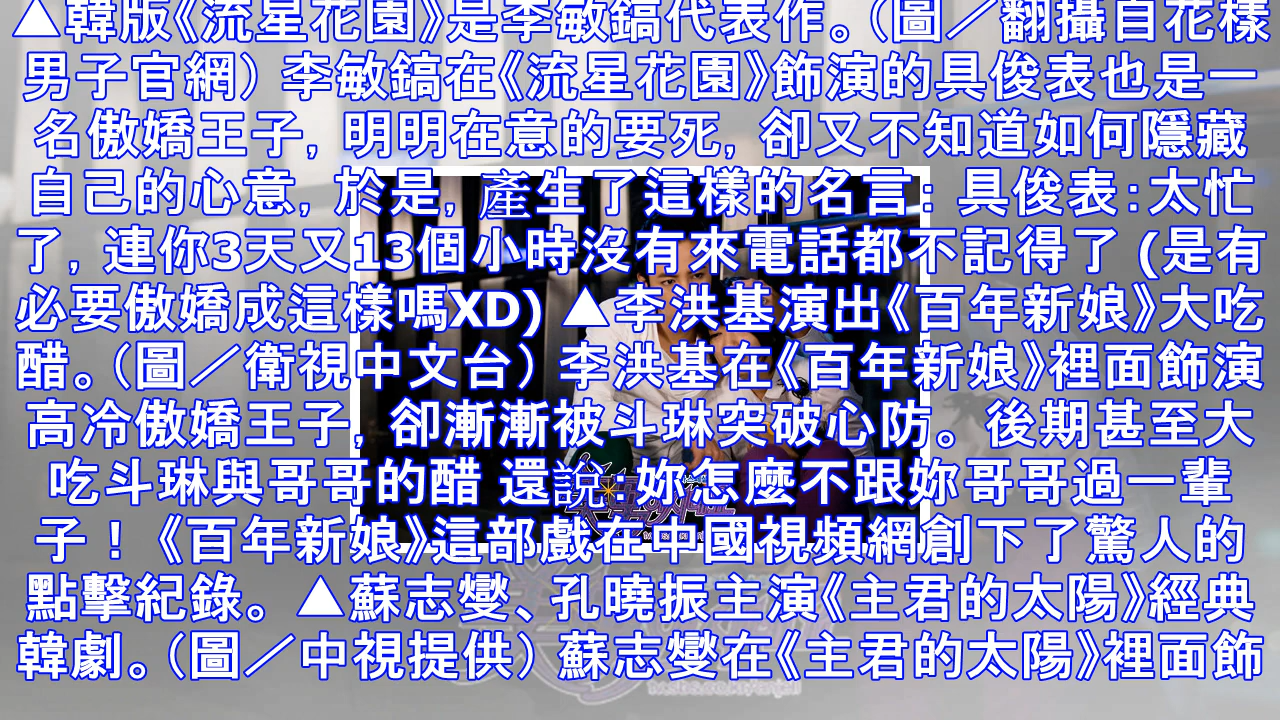 ▲韓版《流星花園》是李敏鎬代表作。(圖／翻攝自花樣
男子官網) 李敏鎬在《流星花園》飾演的具俊表也是一
名傲嬌王子, 明明在意的要死, 卻又不知道如何隱藏
自己的心意, 於是, 產生了這樣的名言: 具俊表:太忙
了, 連你3天又13個小時沒有來電話都不記得了 (是有
必要傲嬌成這樣嗎XD) ▲李洪基演出《百年新娘》大吃
醋。(圖／衛視中文台) 李洪基在《百年新娘》裡面飾演
高冷傲嬌王子, 卻漸漸被斗琳突破心防。後期甚至大
吃斗琳與哥哥的醋 還說:妳怎麼不跟妳哥哥過一輩
子！《百年新娘》這部戲在中國視頻網創下了驚人的
點擊紀錄。 ▲蘇志燮、孔曉振主演《主君的太陽》經典
韓劇。(圖／中視提供) 蘇志燮在《主君的太陽》裡面飾